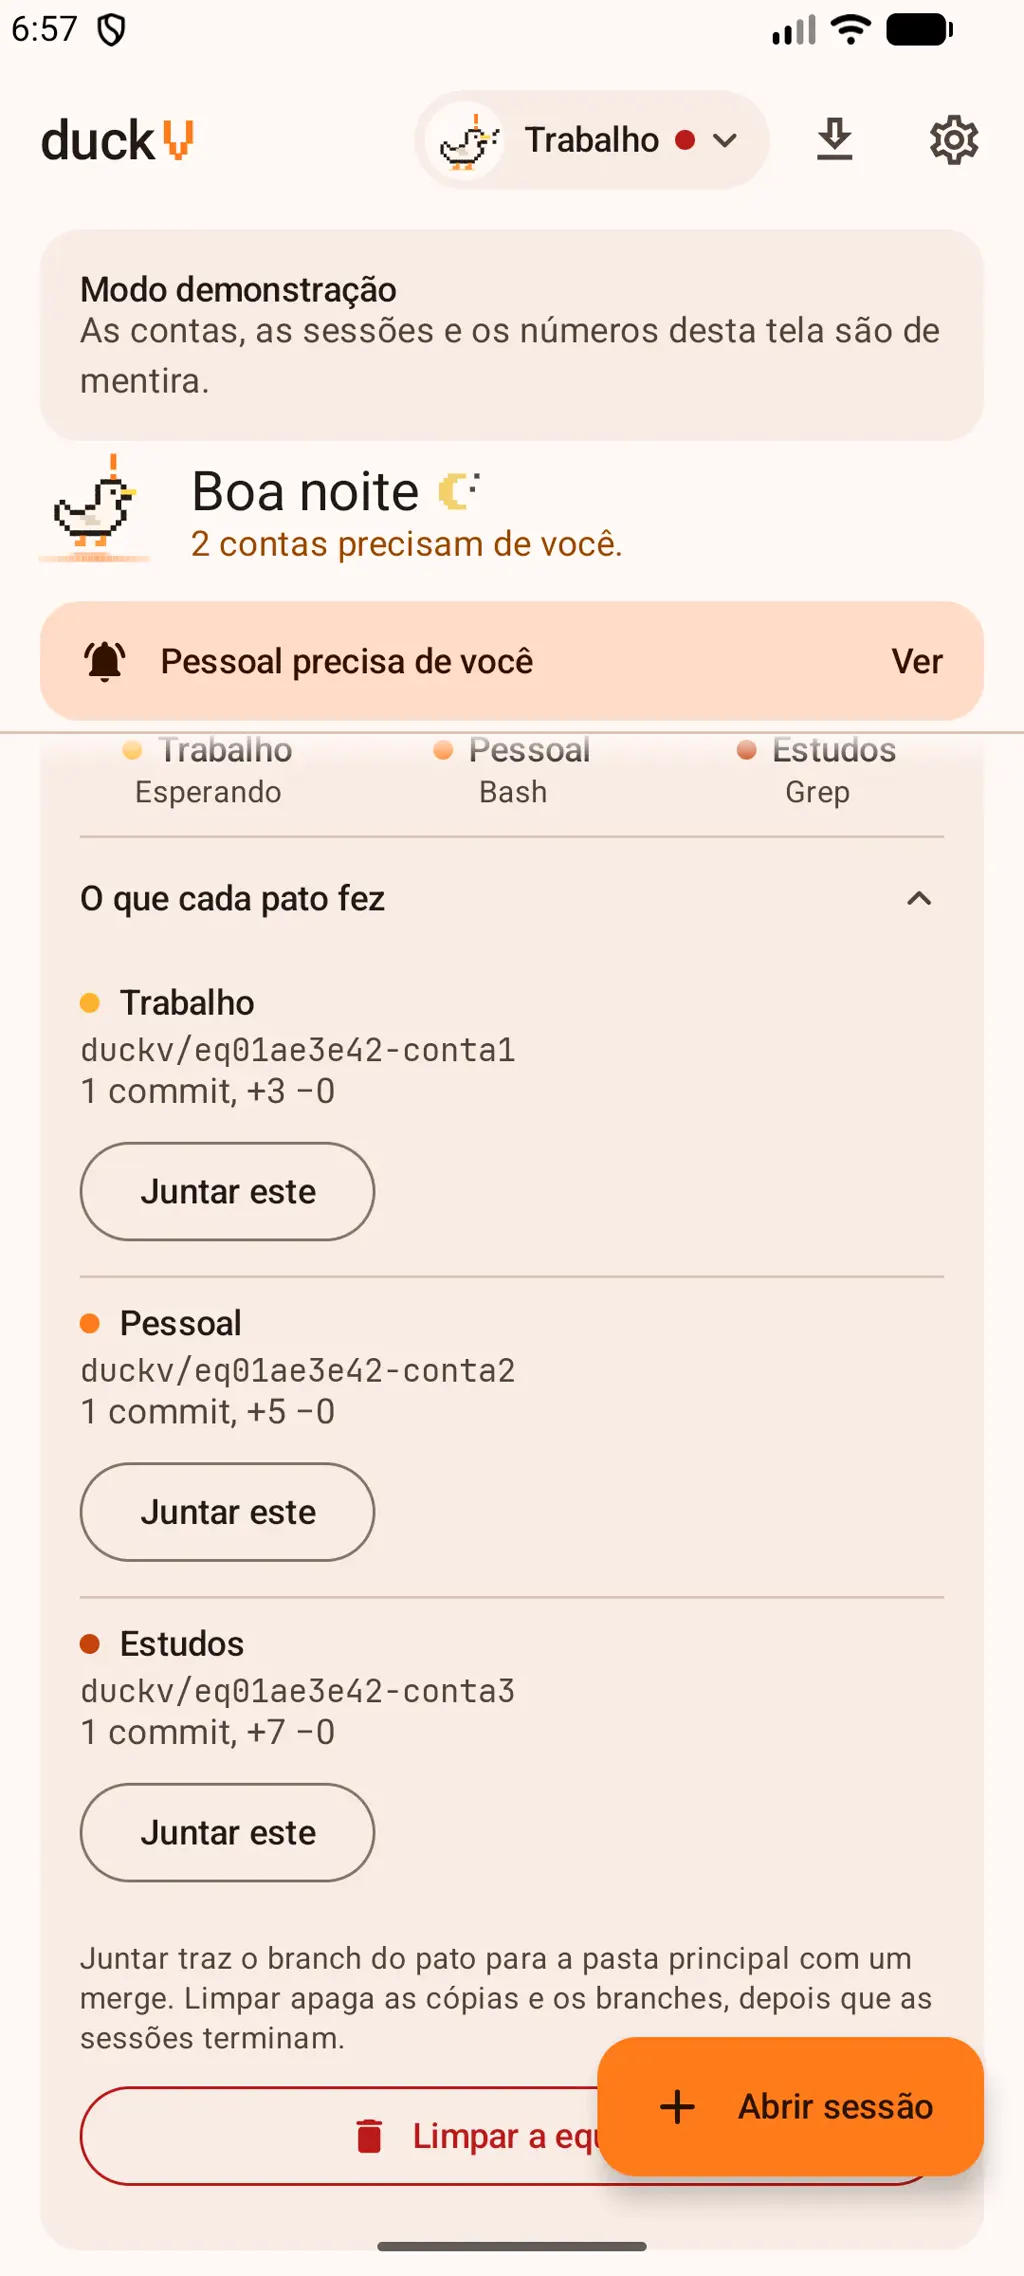 6:57
duckV
Trabalho
Modo demonstração
As contas, as sessões e os números desta tela são de
mentira.
Boa noite
2 contas precisam de você.
Pessoal precisa de você
Ver
Trabalho
Pessoal
Estudos
Esperando
Bash
Grep
O que cada pato fez
Trabalho
duckv/eq01ae3e42-conta1
1 commit, +3 −0
Juntar este
Pessoal
duckv/eq01ae3e42-conta2
1 commit, +5 −0
Juntar este
Estudos
duckv/eq01ae3e42-conta3
1 commit, +7 −0
Juntar este
Juntar traz o branch do pato para a pasta principal com um
merge. Limpar apaga as cópias e os branches, depois que as
sessões terminam.
Limpar a equ
Abrir sessão